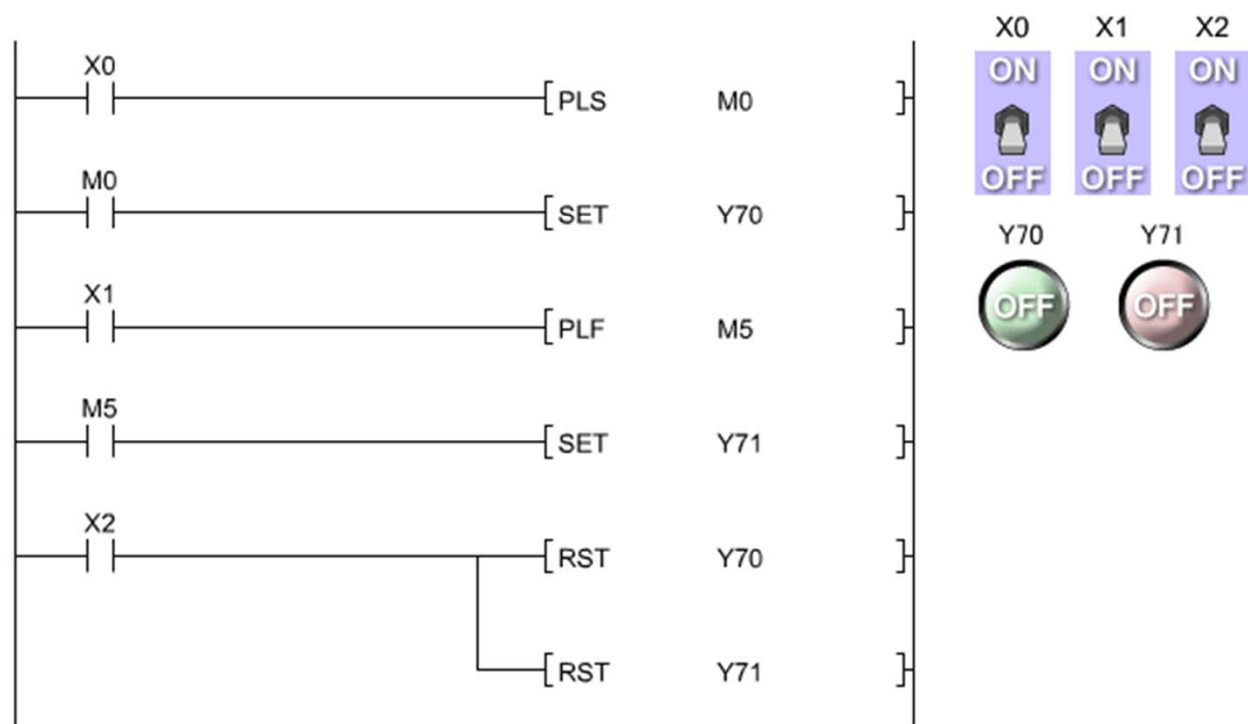 X0
PLS M0
M0
SET Y70
X1
PLF M5
M5
SET Y71
X2
RST Y70
RST Y71
X0 X1 X2
ON ON ON
OFF OFF OFF
Y70 Y71
OFF OFF